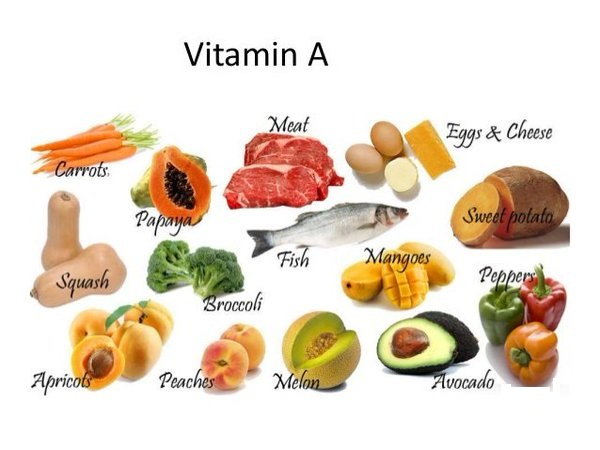 Vitamin A
Meat
Eggs & Cheese
Carrots
Papaya
Sweet potato
Fish
Mangoes
Squash
Peppers
Broccoli
Apricots
Peaches
Melon
Avocado